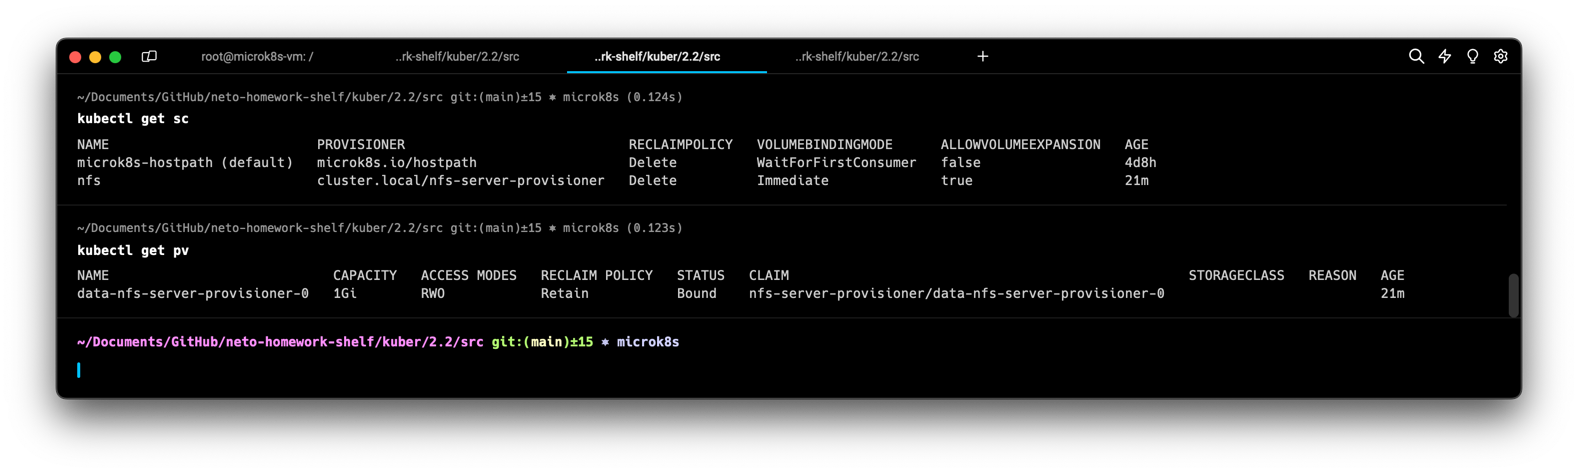 root@microk8s-vm: /
..rk-shelf/kuber/2.2/src
..rk-shelf/kuber/2.2/src
..rk-shelf/kuber/2.2/src
+
~/Documents/GitHub/neto-homework-shelf/kuber/2.2/src git:(main)±15 ⎈ microk8s (0.124s)
kubectl get sc
NAME PROVISIONER RECLAIMPOLICY VOLUMEBINDINGMODE ALLOWVOLUMEEXPANSION AGE
microk8s-hostpath (default) microk8s.io/hostpath Delete WaitForFirstConsumer false 4d8h
nfs cluster.local/nfs-server-provisioner Delete Immediate true 21m
~/Documents/GitHub/neto-homework-shelf/kuber/2.2/src git:(main)±15 ⎈ microk8s (0.123s)
kubectl get pv
NAME CAPACITY ACCESS MODES RECLAIM POLICY STATUS CLAIM STORAGECLASS REASON AGE
data-nfs-server-provisioner-0 1Gi RWO Retain Bound nfs-server-provisioner/data-nfs-server-provisioner-0 21m
~/Documents/GitHub/neto-homework-shelf/kuber/2.2/src git:(main)±15 ⎈ microk8s